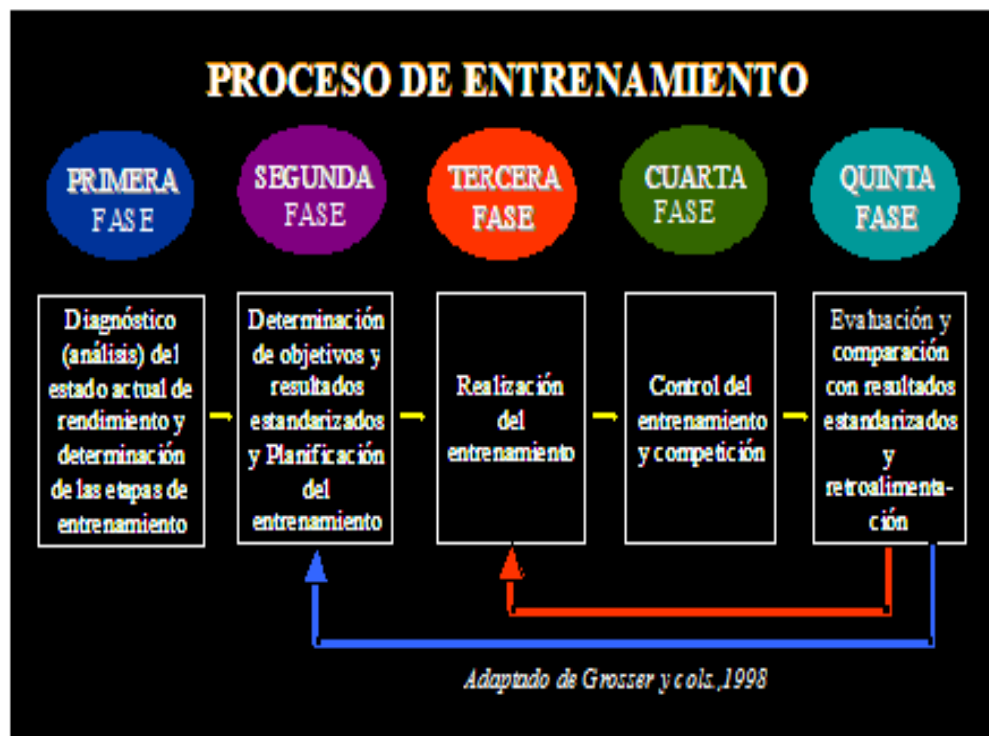 PROCESO DE ENTRENAMIENTO
PRIMERA
FASE
SEGUNDA
FASE
TERCERA
FASE
CUARTA
FASE
QUINTA
FASE
Diagnóstico
(análisis) del
estado actual de
rendimiento y
determinación
de las etapas de
entrenamiento
Determinación
de objetivos y
resultados
estandarizados
y Planificación
del
entrenamiento
Realización
del
entrenamiento
Control del
entrenamiento
y competición
Evaluación y
comparación
con resultados
estandarizados
y
retroalimenta-
ción
Adaptado de Grosser y cols.,1998